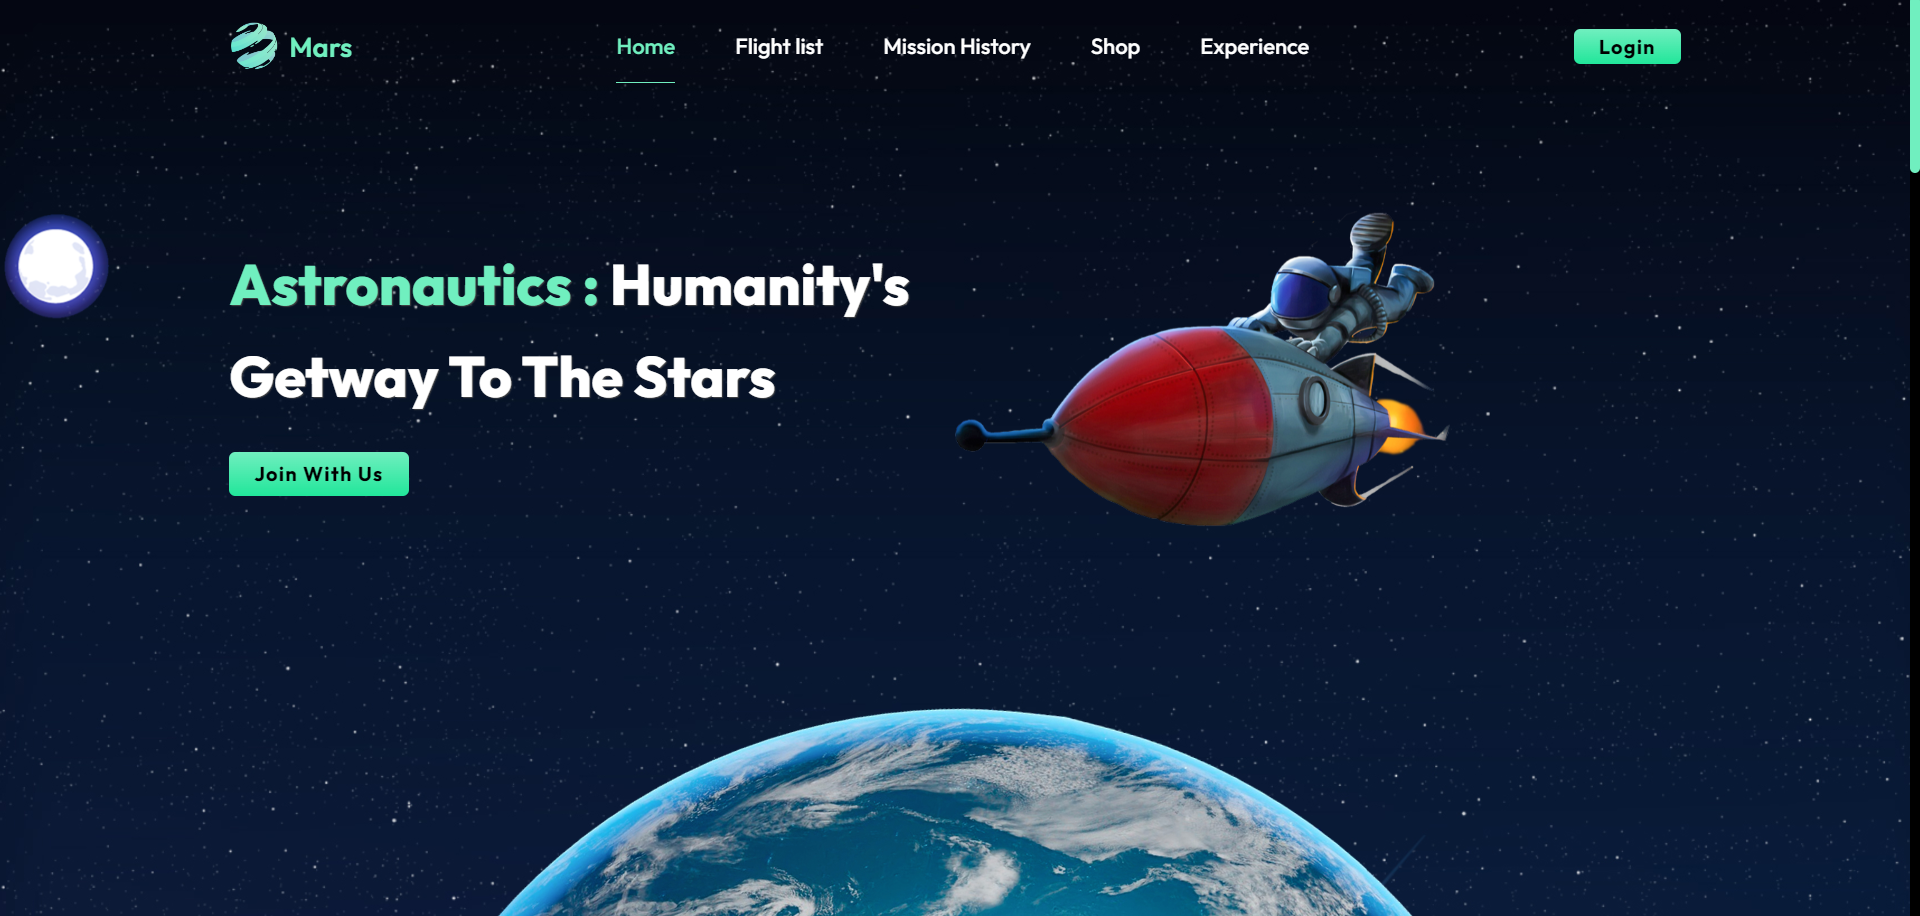 Mars
Home
Flight list
Mission History
Shop
Experience
Login
Astronautics : Humanity's
Getway To The Stars
Join With Us